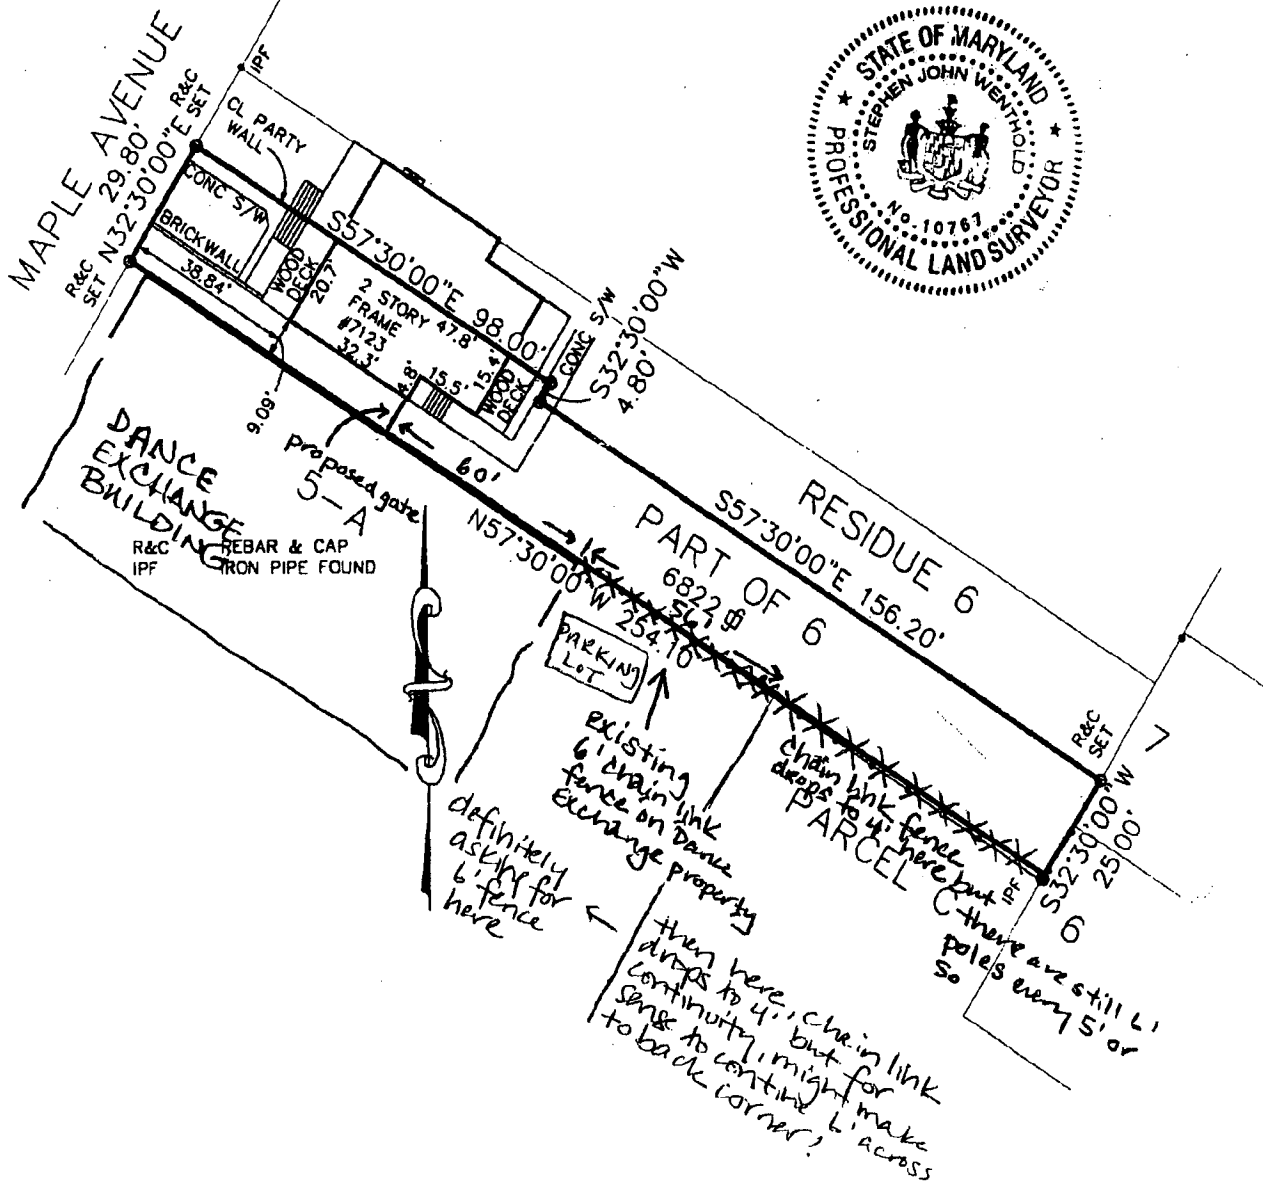 STATE OF MARYLAND
STEPHEN JOHN WENTHOLD
No. 10767
PROFESSIONAL LAND SURVEYOR
MAPLE AVENUE
29.80'
N32°30'00"E
R&C
SET
R&C
SET
IPF
CL PARTY
WALL
CONC S/W
BRICKWALL
38.84'
WOOD
DECK
20.7'
S57°30'00"E 98.00'
2 STORY 47.8'
FRAME
#7123
32.3'
4.8'
15.5'
15.4'
WOOD
DECK
CONC S/W
S32°30'00"W
4.80'
9.09'
DANCE
EXCHANGE
BUILDING
proposed gate
5-A
60'
R&C REBAR & CAP
IPF IRON PIPE FOUND
N57°30'00"W 254.10'
PART OF 6
6822
56'
RESIDUE 6
S57°30'00"E 156.20'
PARKING
LOT
existing
6' chain link
fence on Dance
Exchange property
chain link fence
drops to 4' here but
there are still 6'
poles every 5' or
so
PARCEL C
R&C
SET
7
S32°30'00"W
25.00'
IPF
6
definitely
asking for
6' fence
here
then here, chain link
drops to 4' but for
continuity, might make
sense to continue 6' across
to back corner?